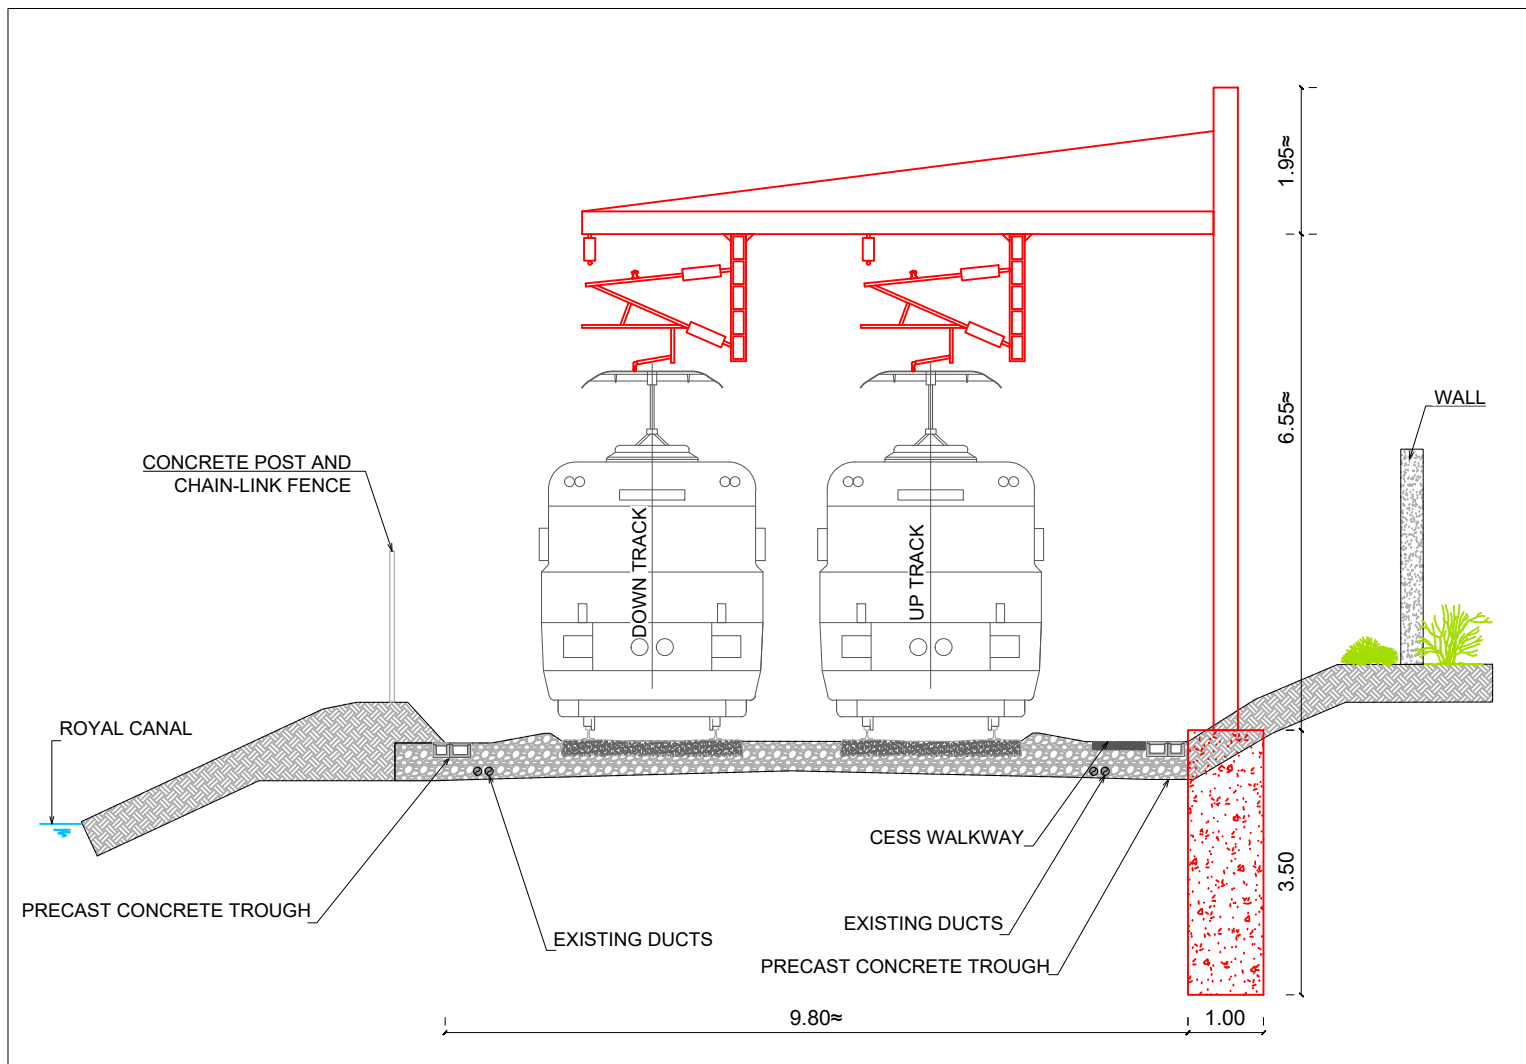 1.95≈
6.55≈
WALL
CONCRETE POST AND
CHAIN-LINK FENCE
DOWN TRACK
UP TRACK
ROYAL CANAL
CESS WALKWAY
3.50
PRECAST CONCRETE TROUGH
EXISTING DUCTS
EXISTING DUCTS
PRECAST CONCRETE TROUGH
9.80≈
1.00